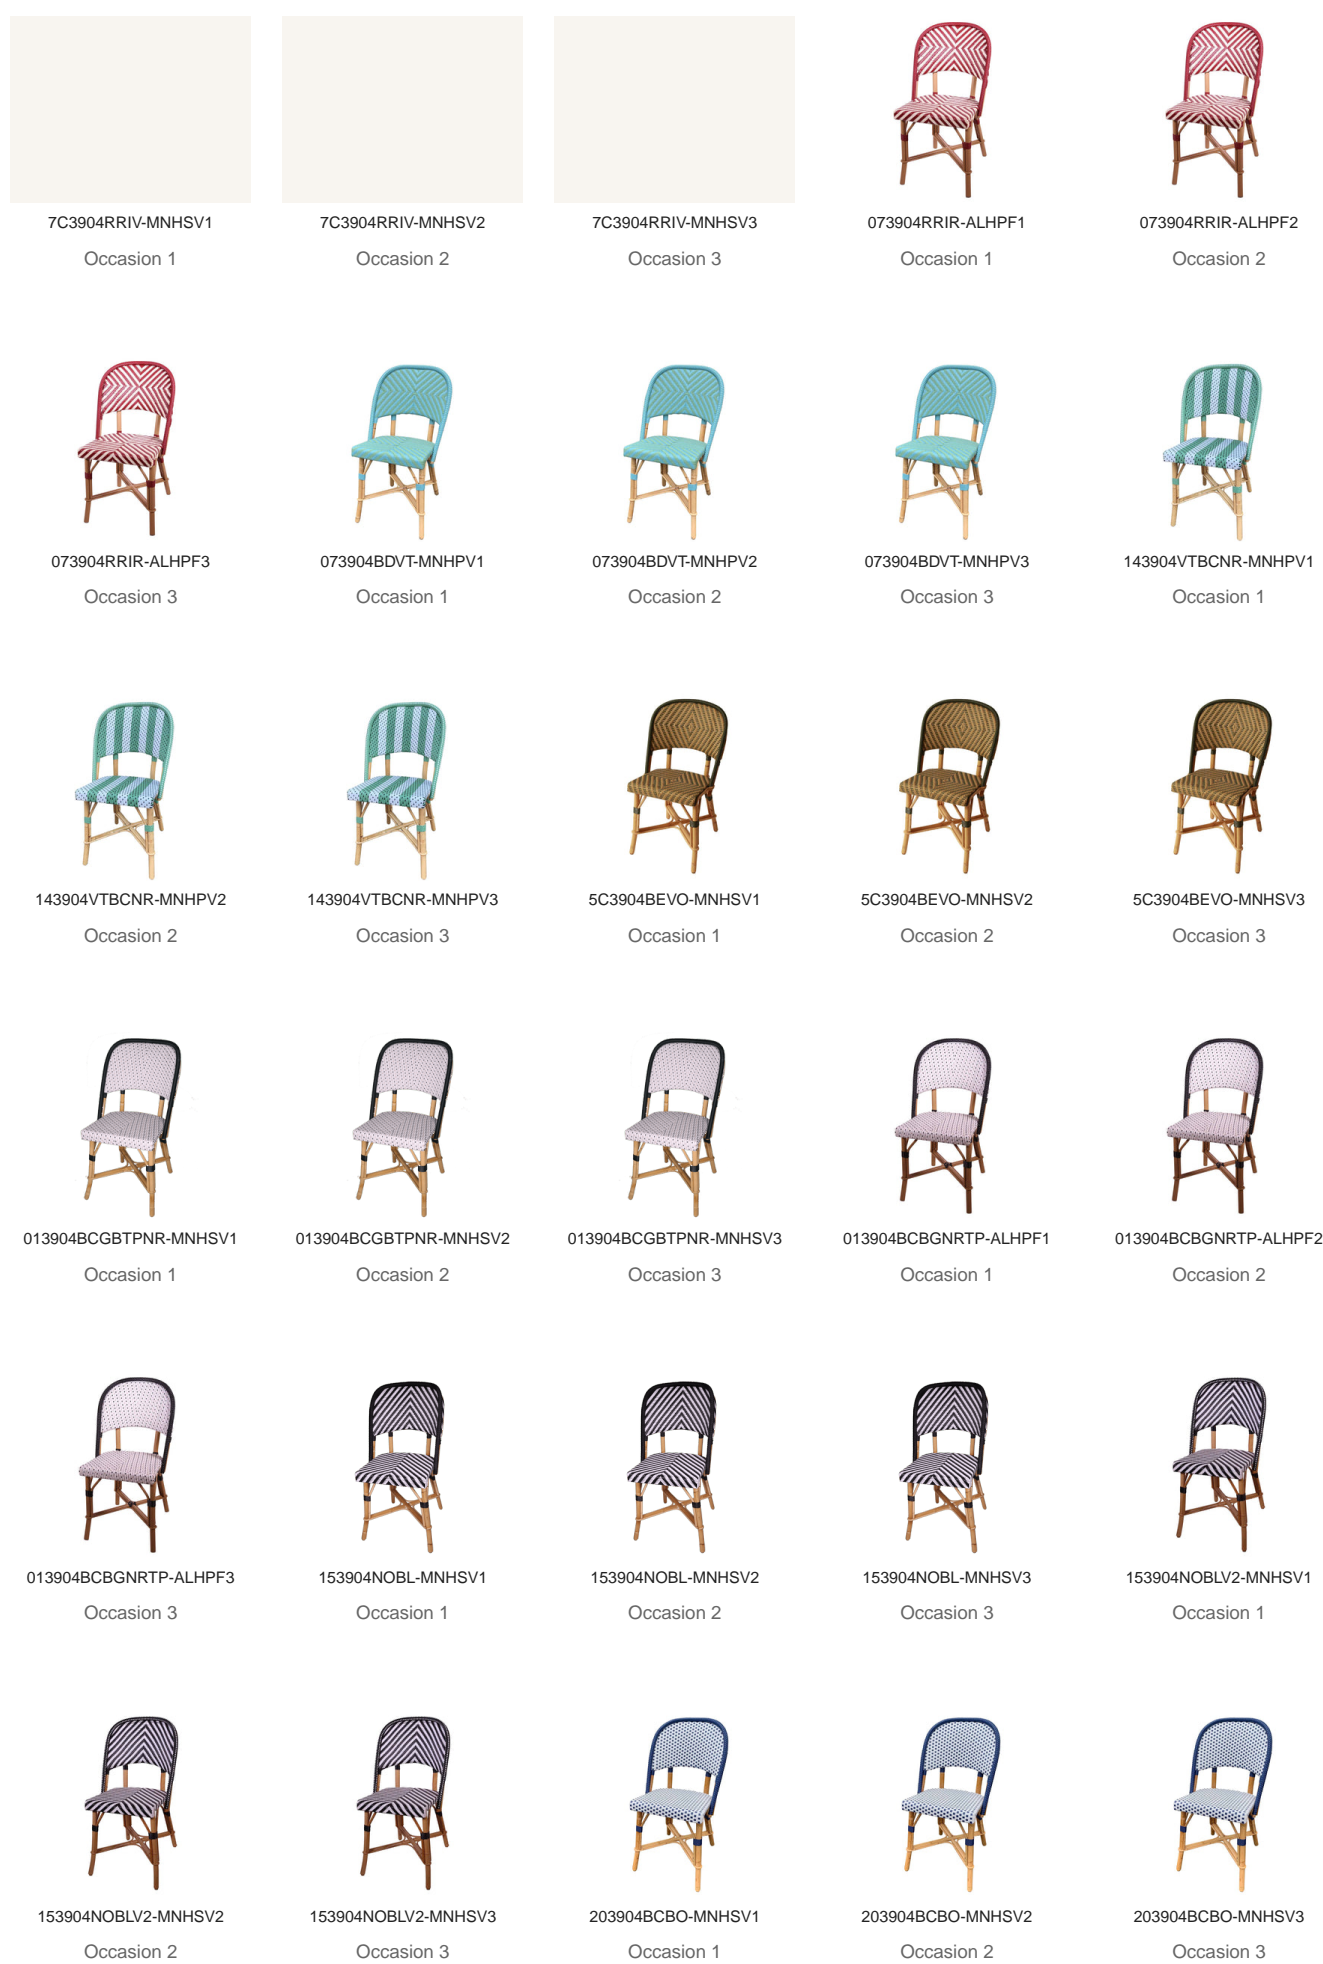 7C3904RRIV-MNHSV1
7C3904RRIV-MNHSV2
7C3904RRIV-MNHSV3
073904RRIR-ALHPF1
073904RRIR-ALHPF2
Occasion 1
Occasion 2
Occasion 3
Occasion 1
Occasion 2
073904RRIR-ALHPF3
073904BDVT-MNHPV1
073904BDVT-MNHPV2
073904BDVT-MNHPV3
143904VTBCNR-MNHPV1
Occasion 3
Occasion 1
Occasion 2
Occasion 3
Occasion 1
143904VTBCNR-MNHPV2
143904VTBCNR-MNHPV3
5C3904BEVO-MNHSV1
5C3904BEVO-MNHSV2
5C3904BEVO-MNHSV3
Occasion 2
Occasion 3
Occasion 1
Occasion 2
Occasion 3
013904BCGBTPNR-MNHSV1
013904BCGBTPNR-MNHSV2
013904BCGBTPNR-MNHSV3
013904BCBGNRTP-ALHPF1
013904BCBGNRTP-ALHPF2
Occasion 1
Occasion 2
Occasion 3
Occasion 1
Occasion 2
013904BCBGNRTP-ALHPF3
153904NOBL-MNHSV1
153904NOBL-MNHSV2
153904NOBL-MNHSV3
153904NOBLV2-MNHSV1
Occasion 3
Occasion 1
Occasion 2
Occasion 3
Occasion 1
153904NOBLV2-MNHSV2
153904NOBLV2-MNHSV3
203904BCBO-MNHSV1
203904BCBO-MNHSV2
203904BCBO-MNHSV3
Occasion 2
Occasion 3
Occasion 1
Occasion 2
Occasion 3